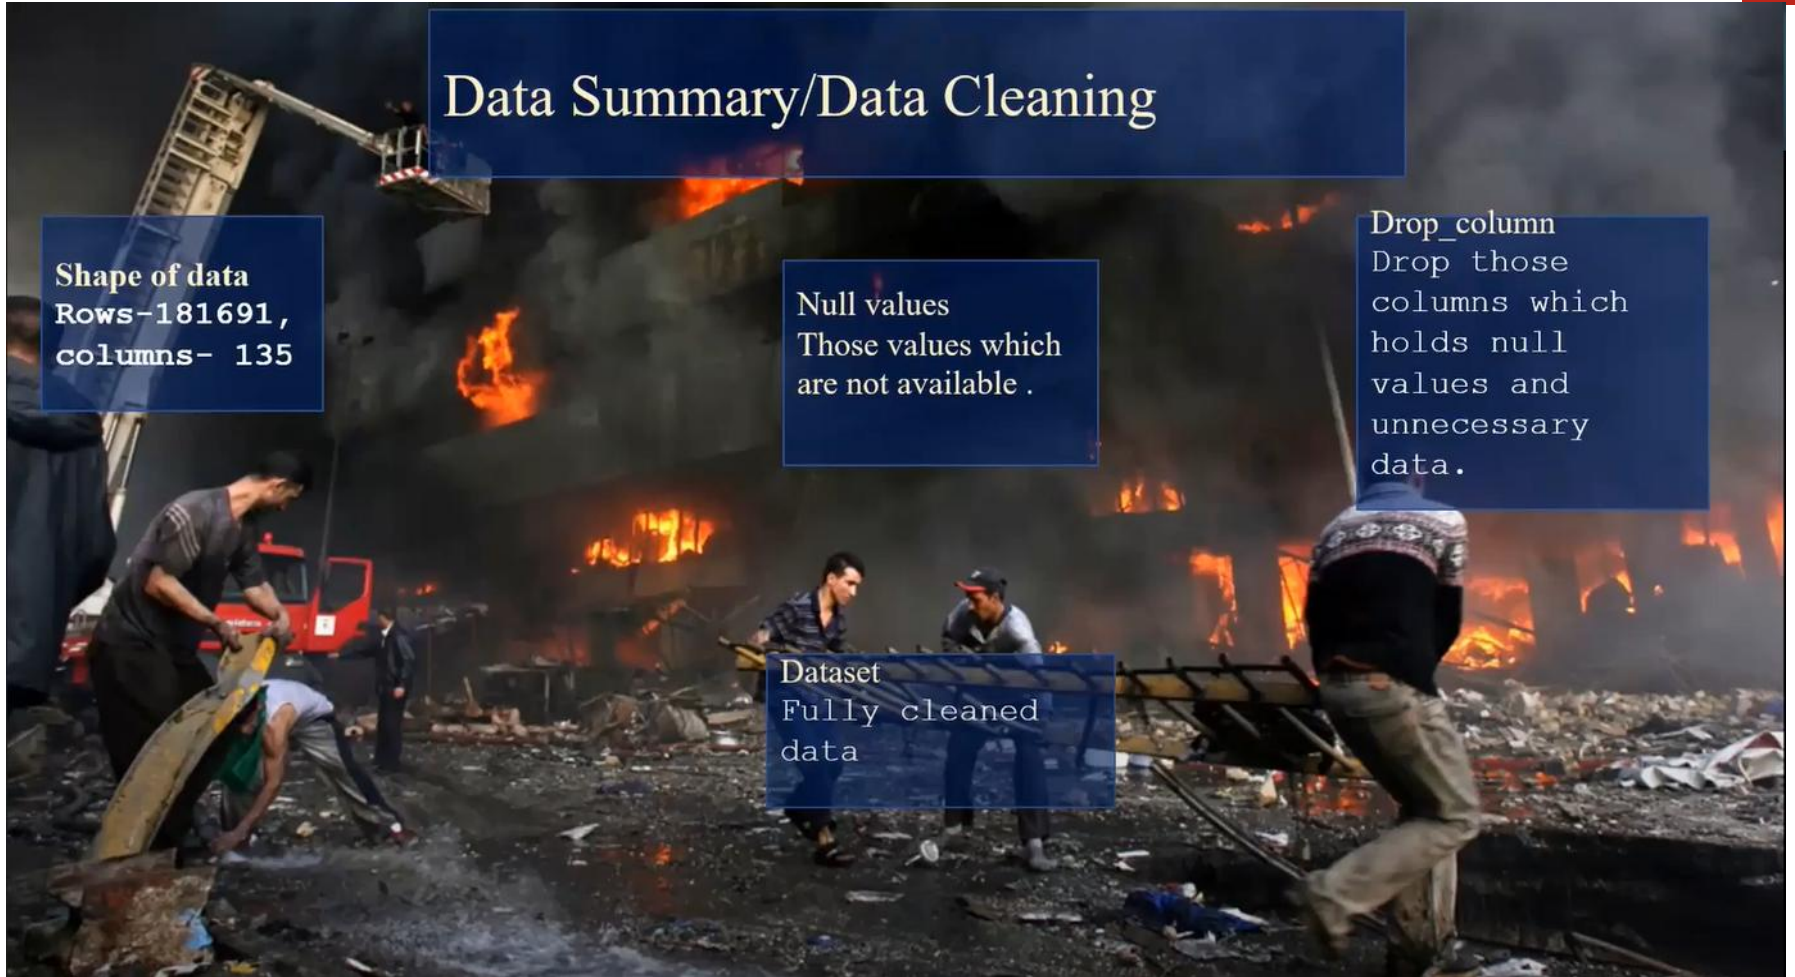 Data Summary/Data Cleaning
Shape of data
Rows-181691,
columns- 135
Null values
Those values which
are not available .
Drop_column
Drop those
columns which
holds null
values and
unnecessary
data.
Dataset
Fully cleaned
data